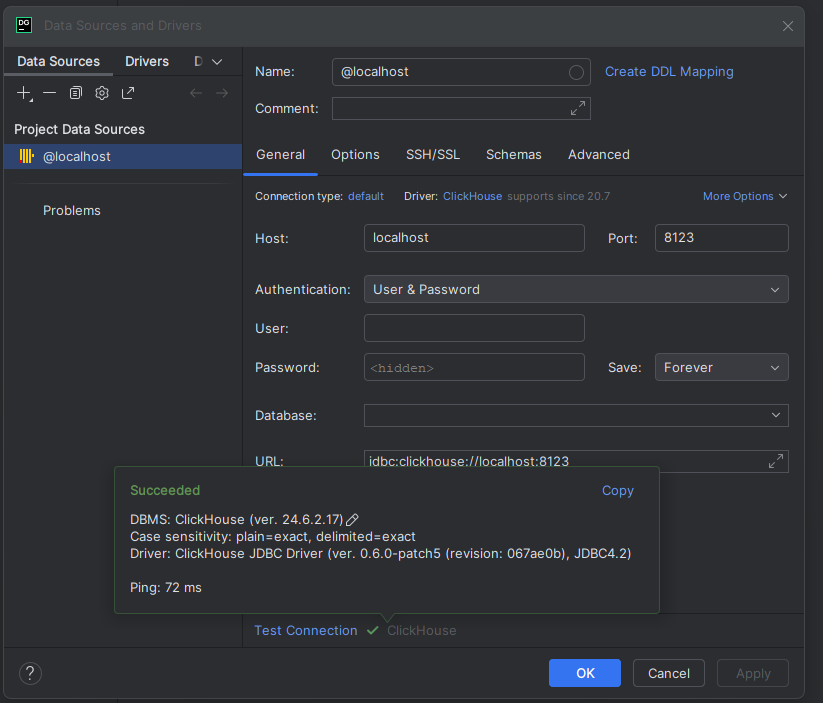 DG
Data Sources and Drivers
Data Sources Drivers D
Project Data Sources
@localhost
Problems
Name: @localhost Create DDL Mapping
Comment:
General Options SSH/SSL Schemas Advanced
Connection type: default Driver: ClickHouse supports since 20.7 More Options
Host: localhost Port: 8123
Authentication: User & Password
User:
Password: <hidden> Save: Forever
Database:
URL: jdbc:clickhouse://localhost:8123
Succeeded Copy
DBMS: ClickHouse (ver. 24.6.2.17)
Case sensitivity: plain=exact, delimited=exact
Driver: ClickHouse JDBC Driver (ver. 0.6.0-patch5 (revision: 067ae0b), JDBC4.2)
Ping: 72 ms
Test Connection ClickHouse
? OK Cancel Apply